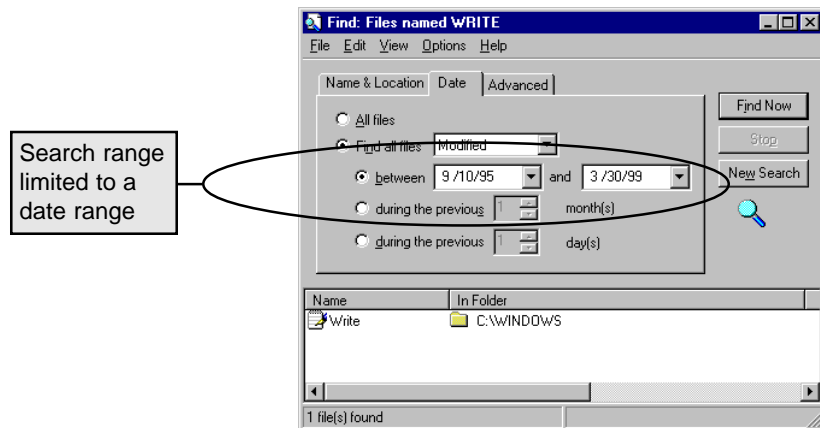 Find: Files named WRITE
File Edit View Options Help
Name & Location Date Advanced
All files
Find all files Modified
between 9 /10/95 and 3 /30/99
during the previous 1 month(s)
during the previous 1 day(s)
Find Now
Stop
New Search
Search range
limited to a
date range
Name In Folder
Write C:\WINDOWS
1 file(s) found